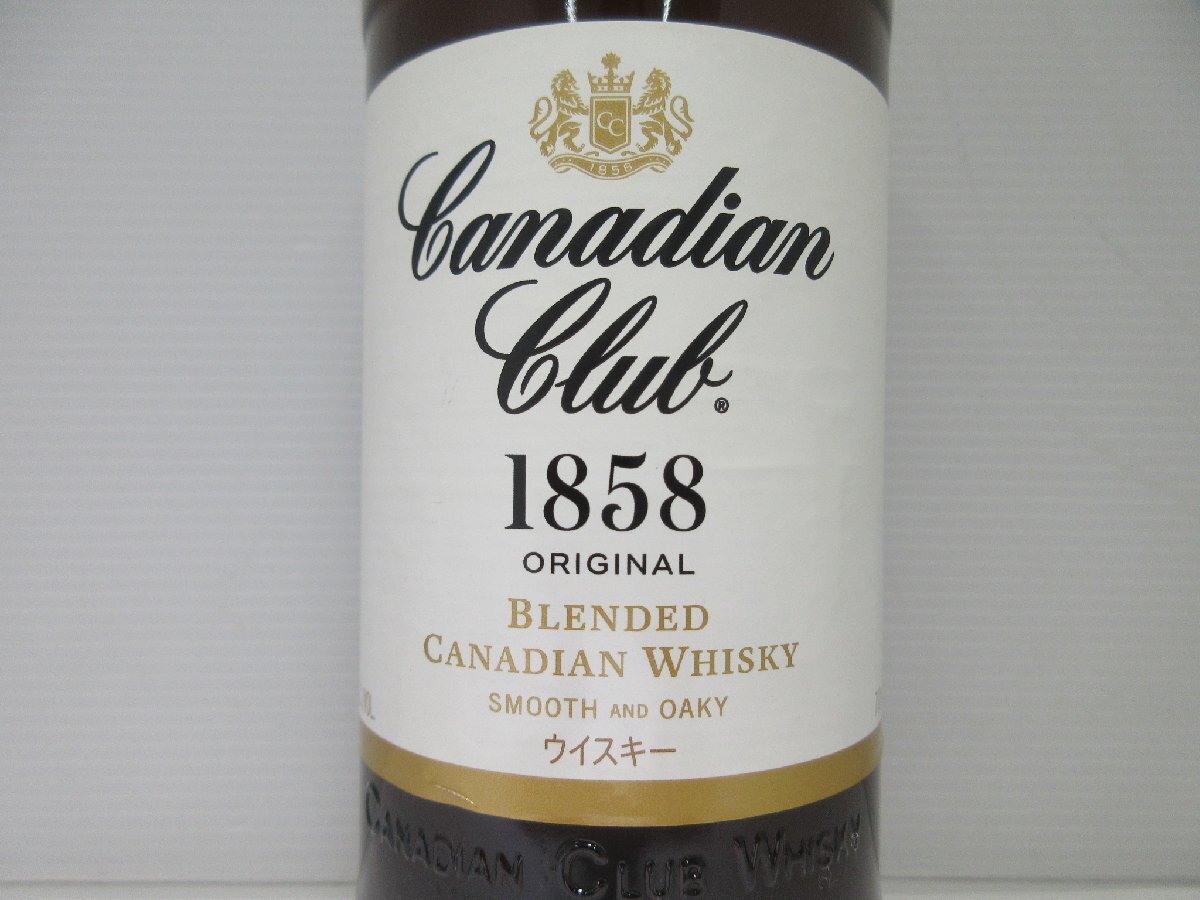 CC
1858
Canadian
Club®
1858
ORIGINAL
BLENDED
CANADIAN WHISKY
SMOOTH AND OAKY
ウイスキー
CANADIAN CLUB WHISKY